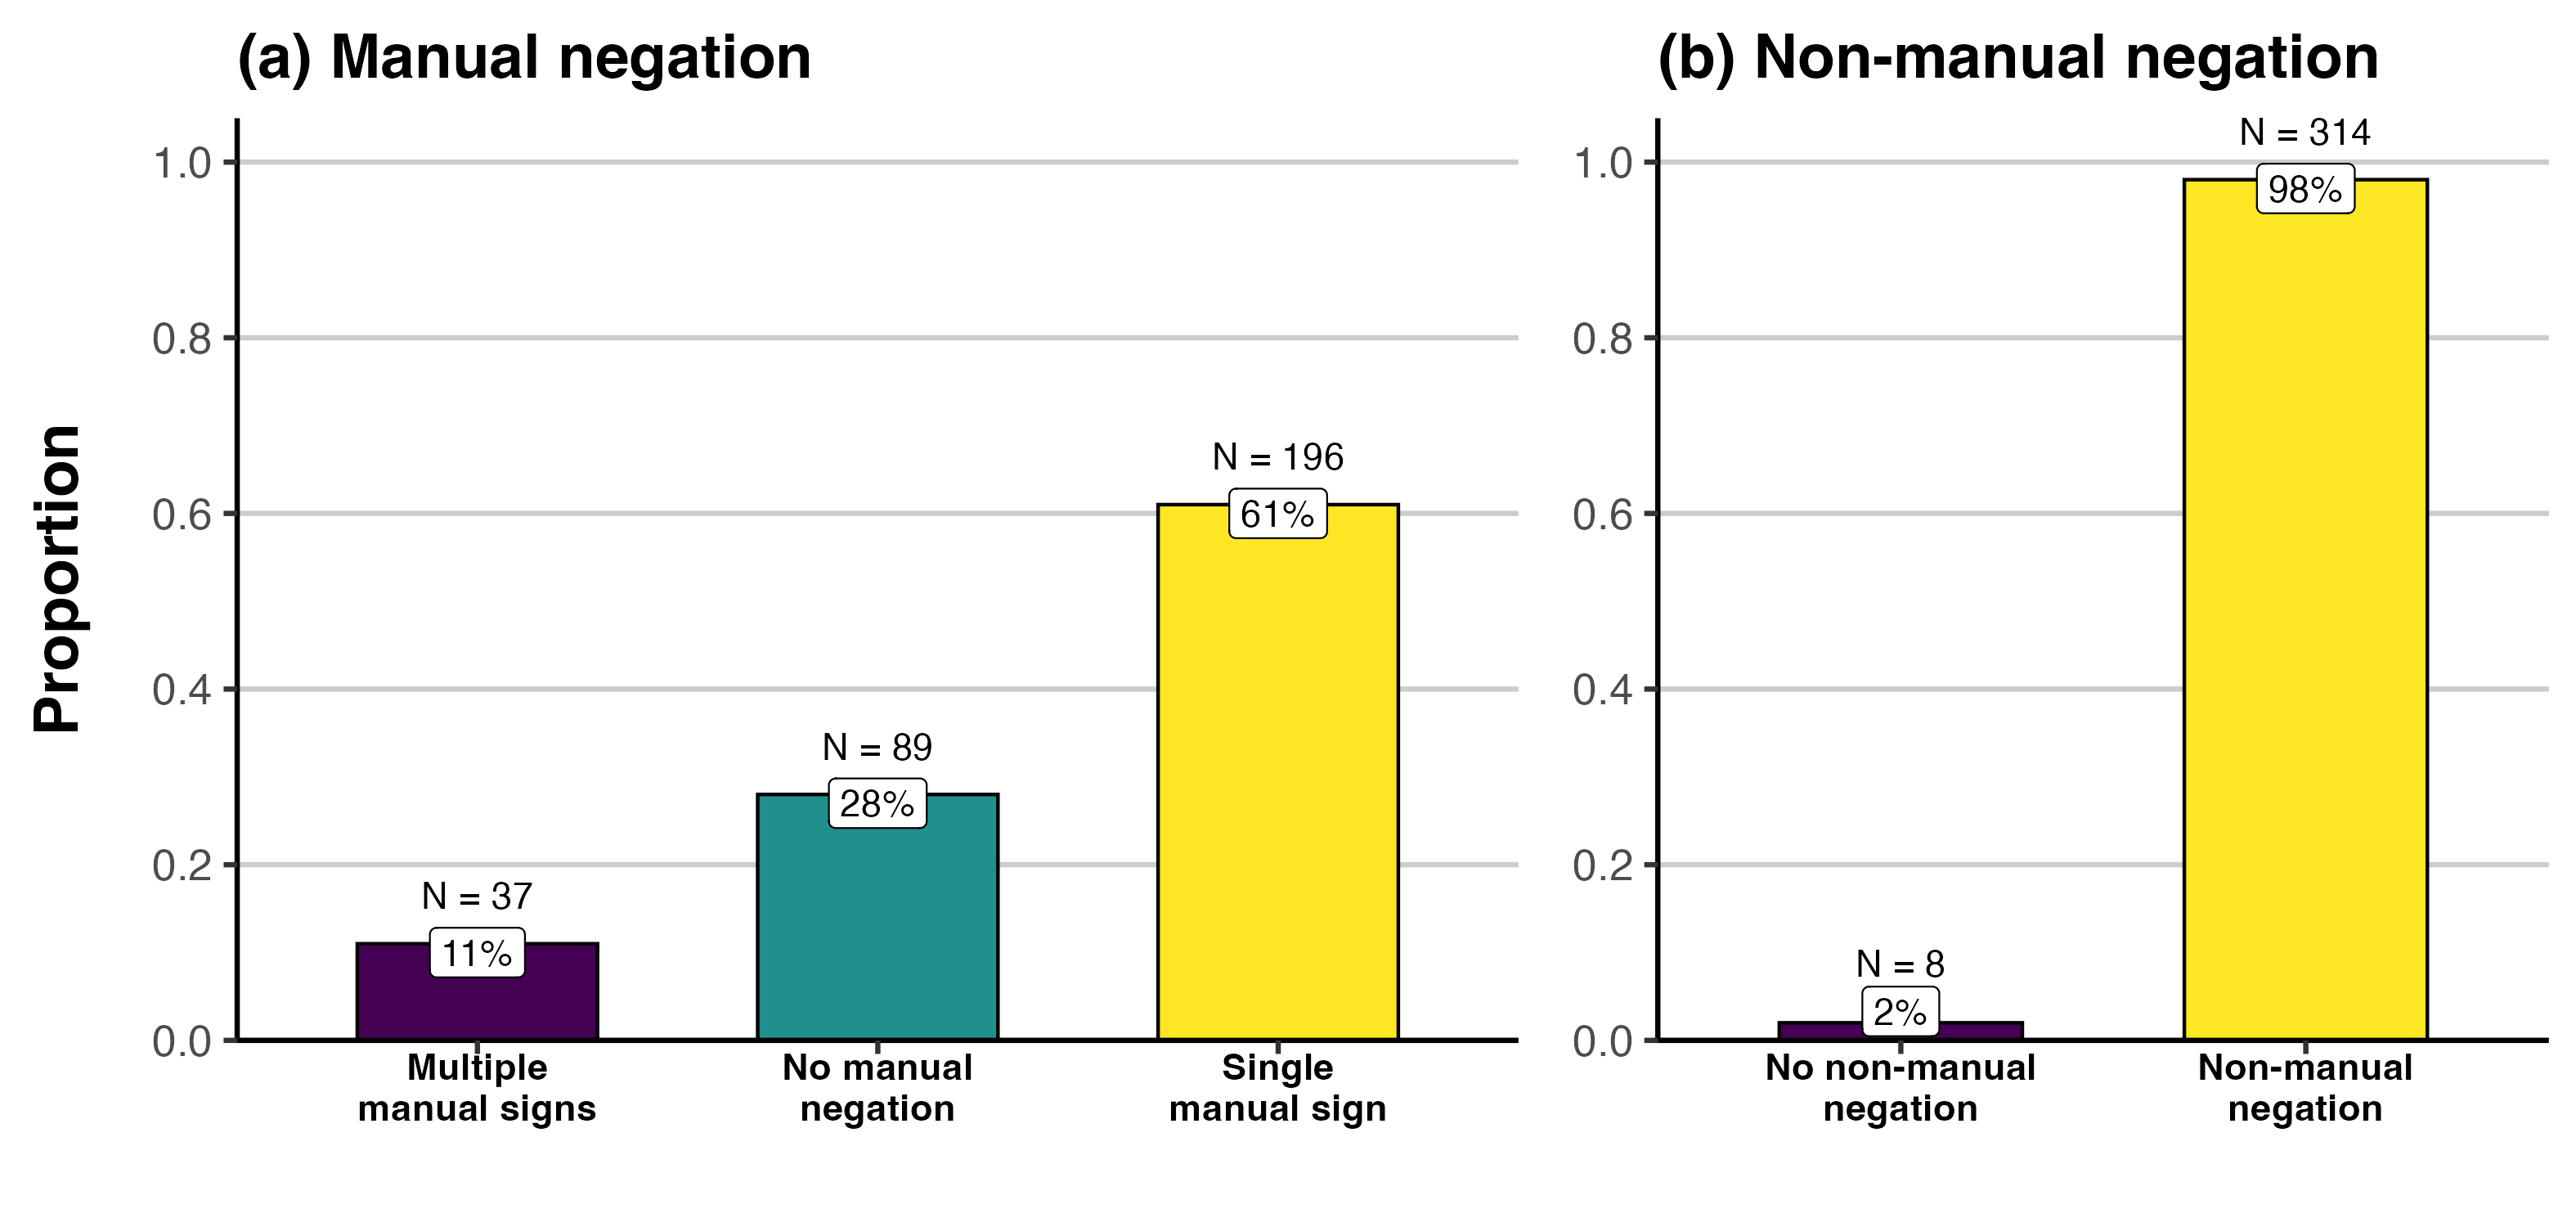 (a) Manual negation
Proportion
1.0
0.8
0.6
0.4
0.2
0.0
N = 37
11%
N = 89
28%
N = 196
61%
Multiple
manual signs
No manual
negation
Single
manual sign
(b) Non-manual negation
1.0
0.8
0.6
0.4
0.2
0.0
N = 8
2%
N = 314
98%
No non-manual
negation
Non-manual
negation